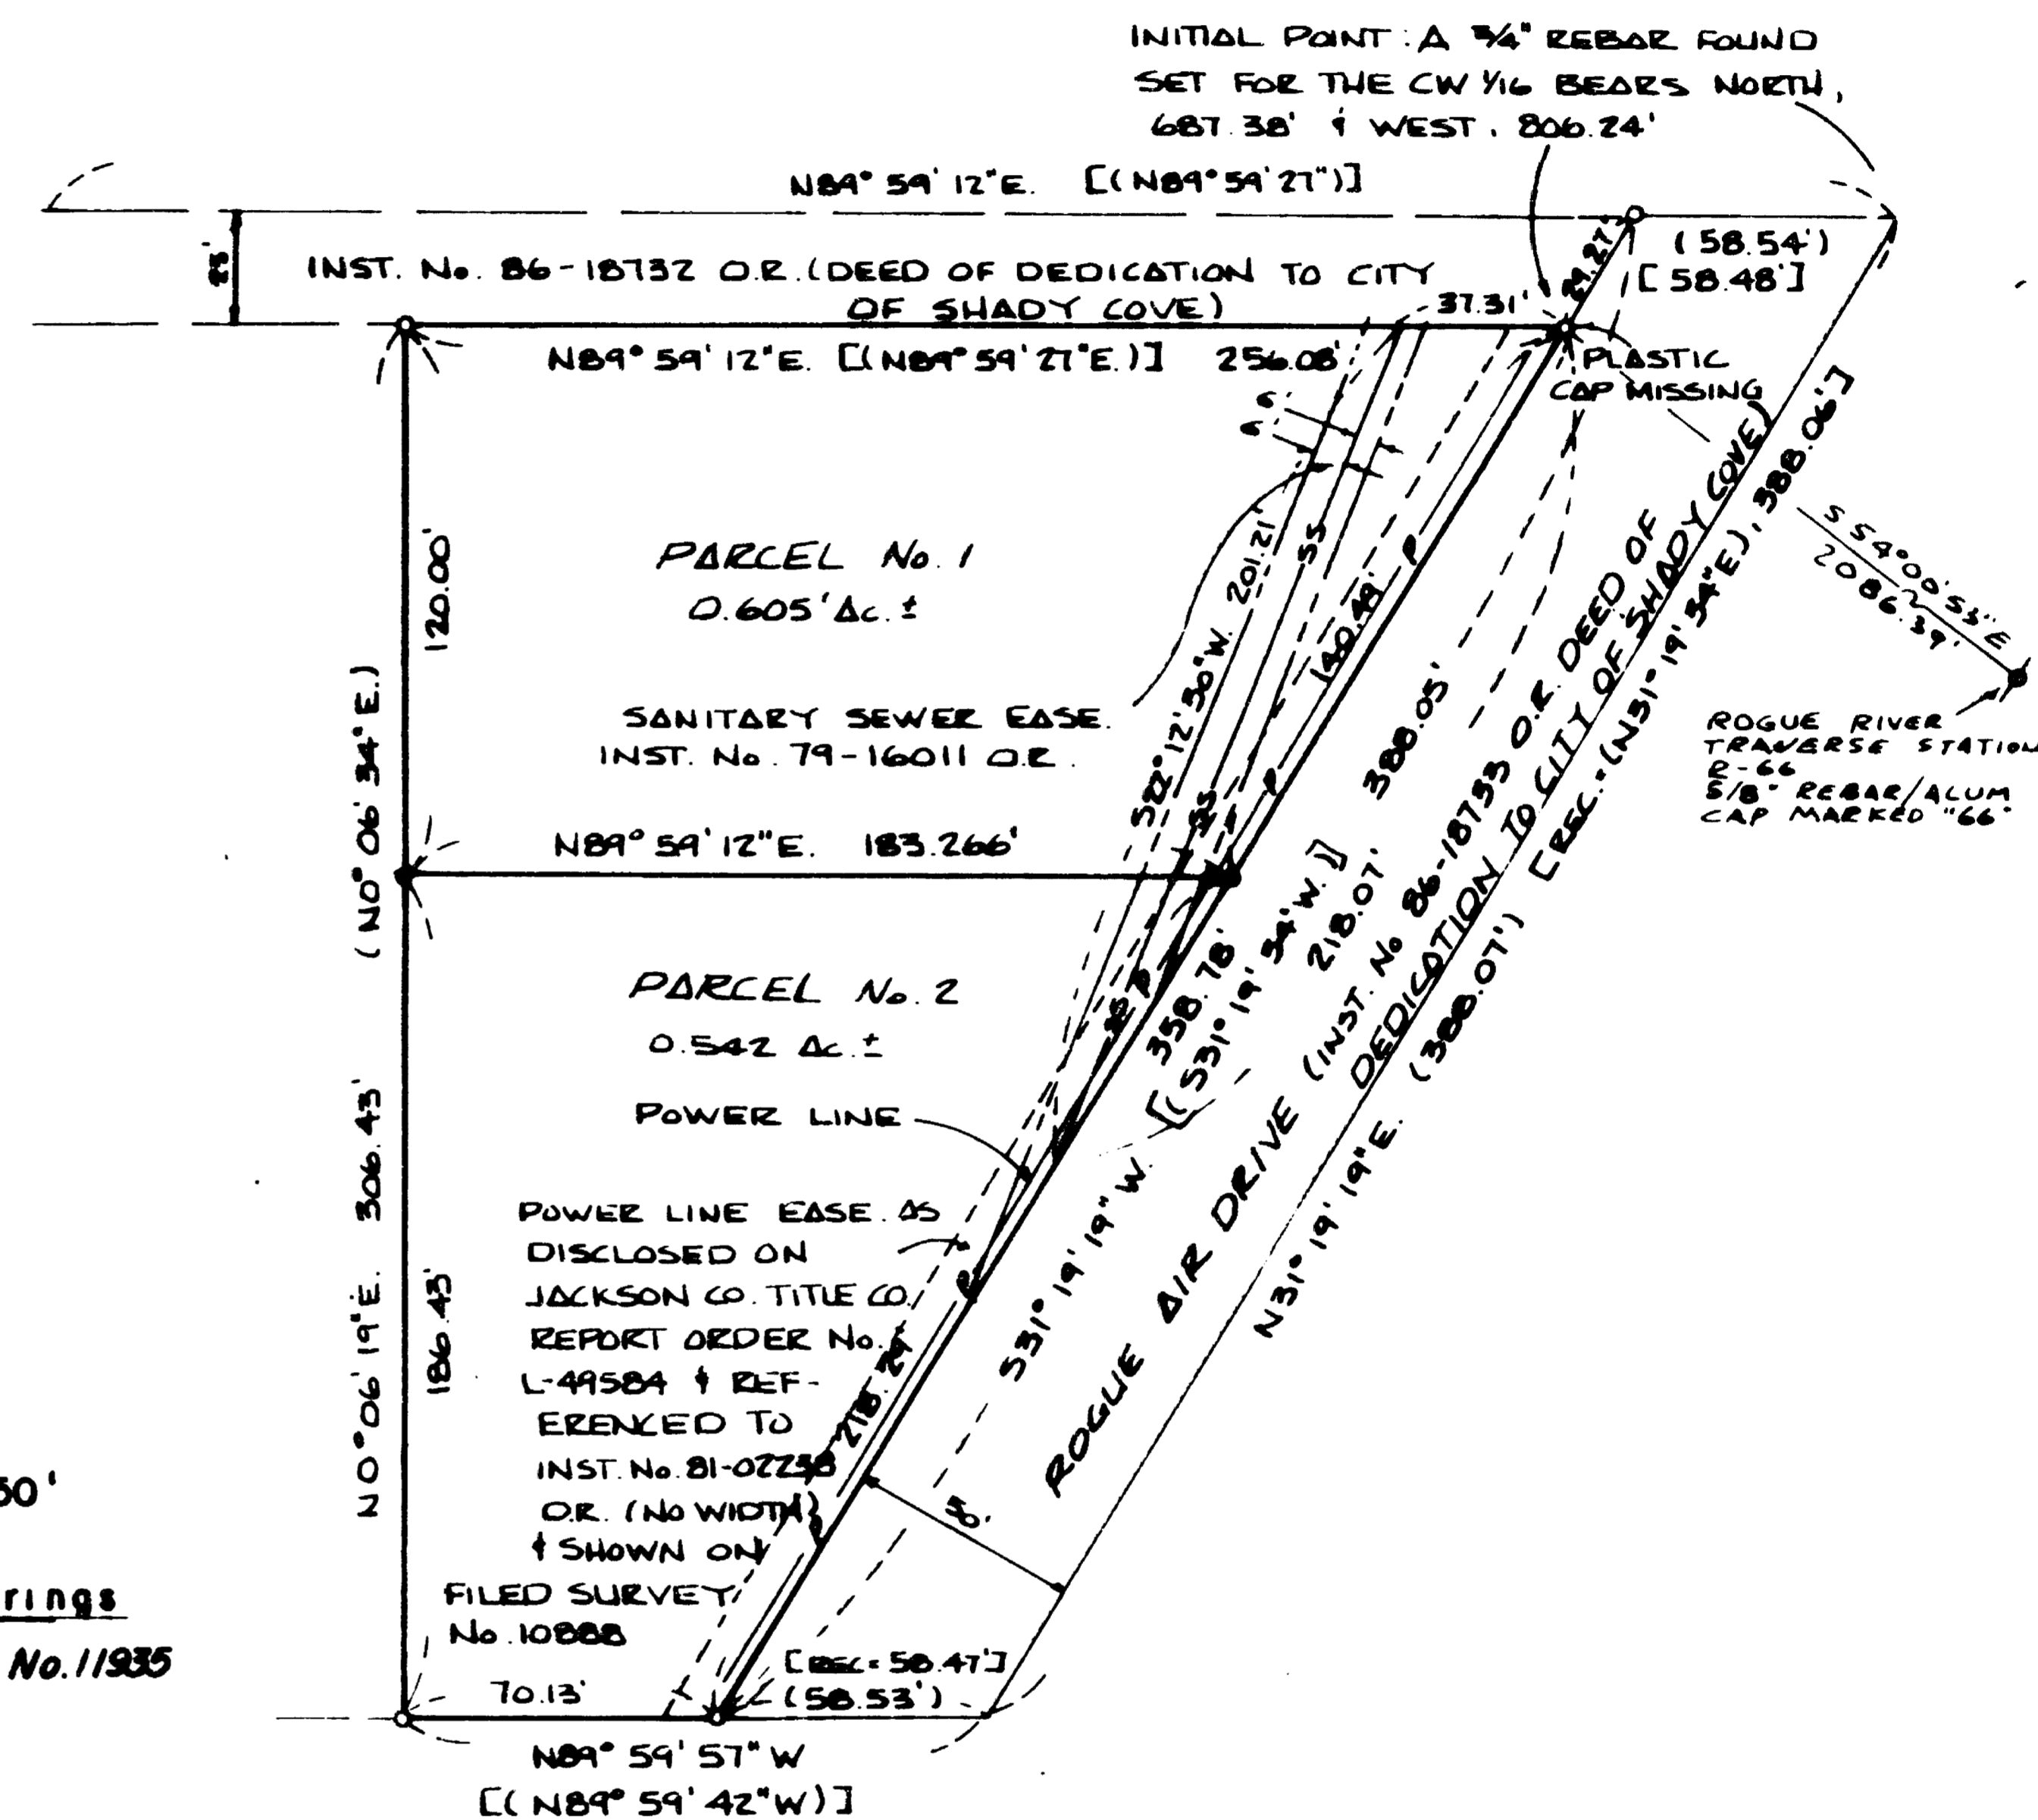 INITIAL POINT: A 3/4" REBAR FOUND
SET FOR THE CW 1/16 BEARS NORTH,
687.38' & WEST, 806.24'
N89° 59' 12"E. [(N89° 59' 27")]
(58.54')
[58.48']
INST. No. 86-18732 O.R. (DEED OF DEDICATION TO CITY
OF SHADY COVE)
37.31'
N89° 59' 12"E. [(N89° 59' 27"E.)] 256.08'
PLASTIC
CAP MISSING
6'
6'
PARCEL No. 1
0.605' Ac. ±
120.00'
201.21'
SS
P
140.49'
S 54° 00' 53" E
2086.39'
ROGUE RIVER
TRAVERSE STATION
R-66
5/8" REBAR/ALUM
CAP MARKED "66"
SANITARY SEWER EASE.
INST. No. 79-16011 O.R.
S22° 12' 30" W.
SS
P
388.05'
N89° 59' 12"E. 183.266'
(N0° 06' 34"E.)
N0° 06' 19"E. 306.43'
186.43'
PARCEL No. 2
0.542 Ac. ±
POWER LINE
SS
P
358.78'
[(S31° 19' 34" W.)]
218.07'
S31° 19' 19" W.
ROGUE AIR DRIVE (INST. No 86-18733 O.R. DEED OF
DEDICATION TO CITY OF SHADY COVE)
N31° 19' 19"E. (388.07')
[REC.=(N31° 19' 34"E), 388.06']
POWER LINE EASE. AS
DISCLOSED ON
JACKSON CO. TITLE CO.
REPORT ORDER No.
L-49584 & REF-
ERENCED TO
INST. No. 81-02238
O.R. (NO WIDTH)
& SHOWN ON
FILED SURVEY
No. 10888
P
218.29'
50'
50'
rings
No. 11935
[REC.= 58.47']
(58.53')
70.13'
N89° 59' 57" W
[(N89° 59' 42"W)]